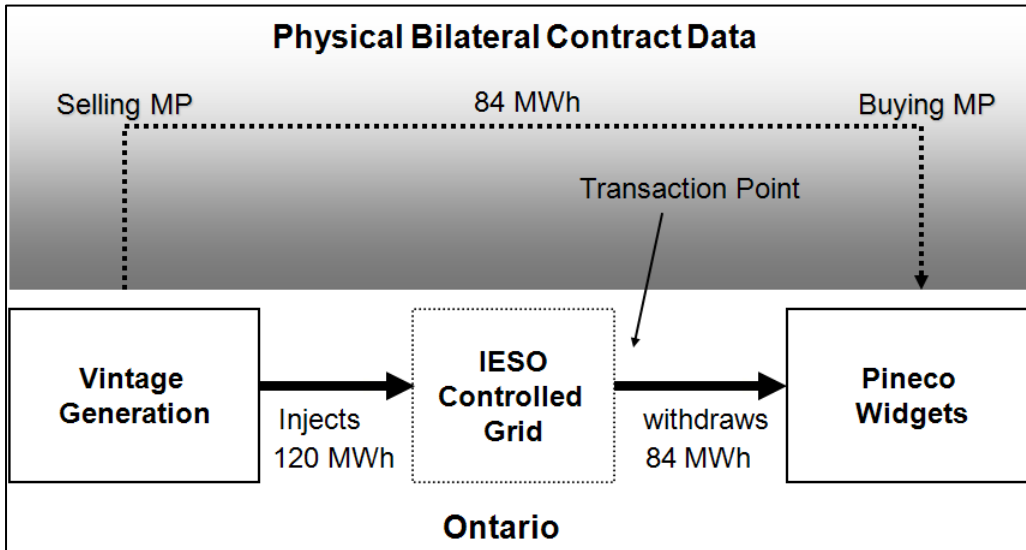 Physical Bilateral Contract Data
Selling MP
84 MWh
Buying MP
Transaction Point
Vintage
Generation
Injects
120 MWh
IESO
Controlled
Grid
withdraws
84 MWh
Pineco
Widgets
Ontario